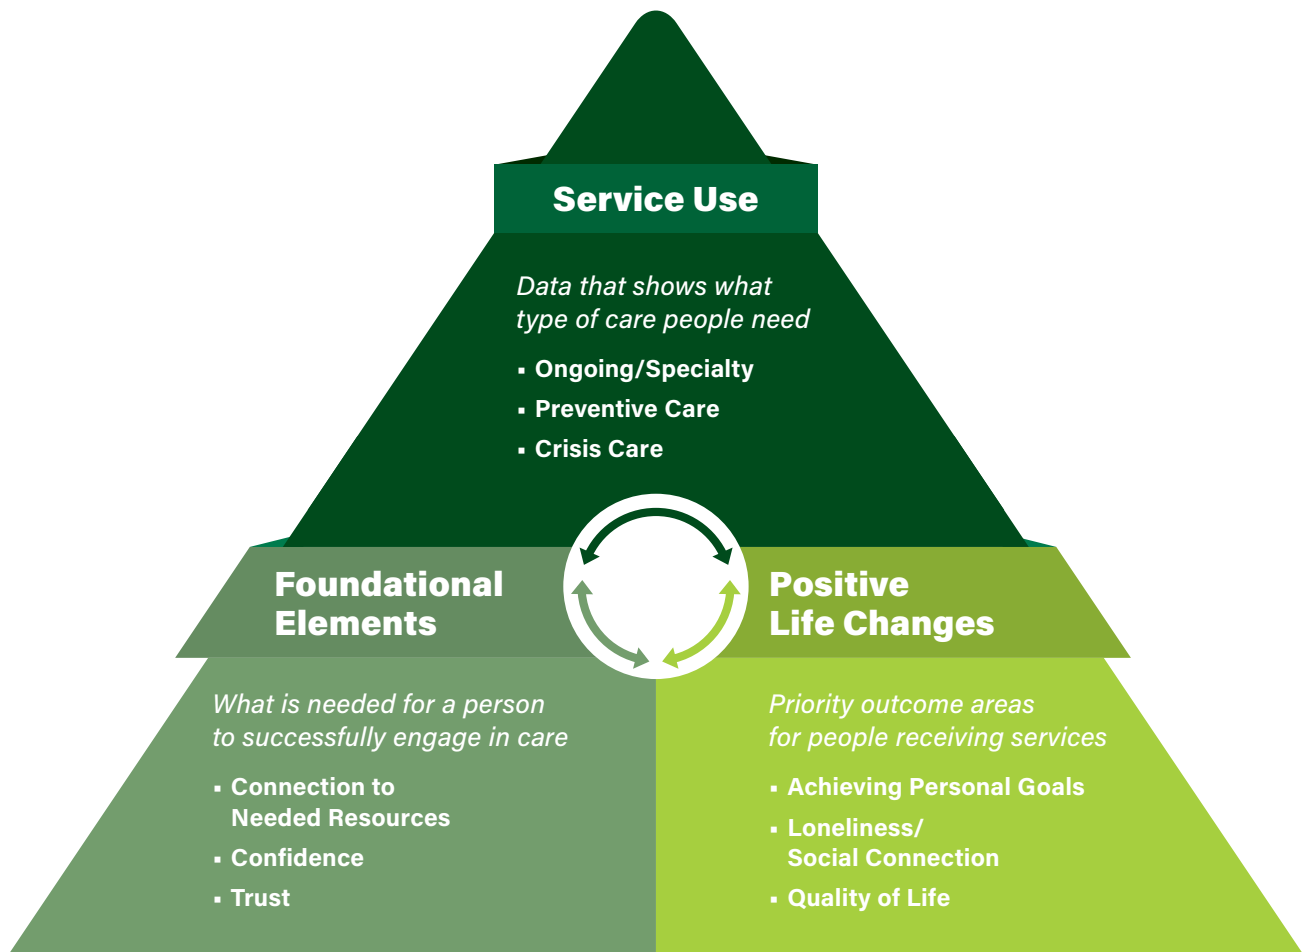 Service Use
Data that shows what
type of care people need
▪ Ongoing/Specialty
▪ Preventive Care
▪ Crisis Care
Foundational
Elements
What is needed for a person
to successfully engage in care
▪ Connection to
Needed Resources
▪ Confidence
▪ Trust
Positive
Life Changes
Priority outcome areas
for people receiving services
▪ Achieving Personal Goals
▪ Loneliness/
Social Connection
▪ Quality of Life